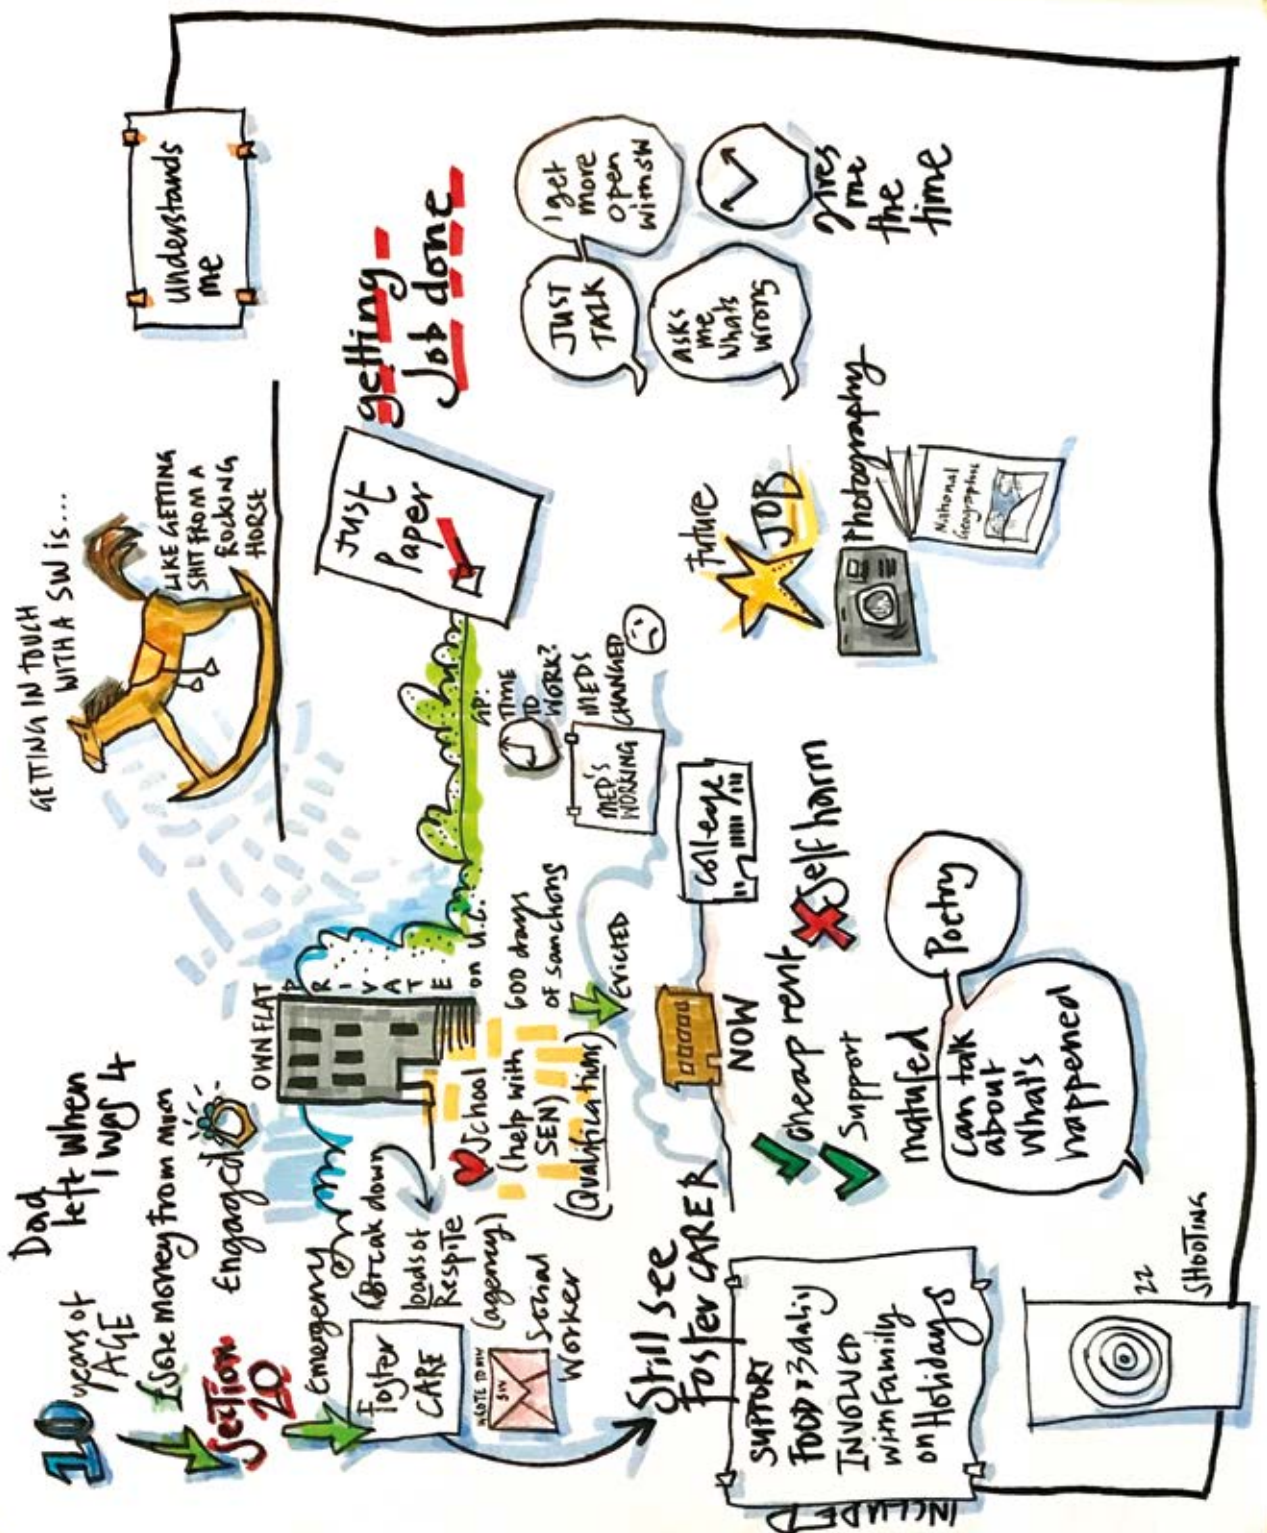 10
years of
AGE
Dad
left when
I was 4
I stole money from mum
Section
20
Engaged
Emergency
Foster
CARE
(Break down
loads of
Respite
(agency)
WROTE TO MY
SW
Social
Worker
OWN FLAT
PRIVATE
School
(help with
SEN)
(Qualifications)
on U.C.
600 days
of sanctions
EVICTED
GETTING IN TOUCH
WITH A SW IS...
LIKE GETTING
SHIT FROM A
ROCKING
HORSE
understands
me
Just
Paper
getting
Job done
GP:
TIME
TO
WORK?
MED'S
WORKING
MEDS
CHANGED
JUST
TALK
I get
more
open
with SW
asks
me
whats
wrong
gives
me
the
time
Still See
Foster CARE
SUPPORT
FOOD x3 daliy
INVOLVED
with Family
on Holidays
INCLUDED
NOW
College
cheap rent
Support
Self harm
matured
can talk
about
what's
happened
Poetry
Future
JOB
Photography
National
Geographic
22
SHOOTING